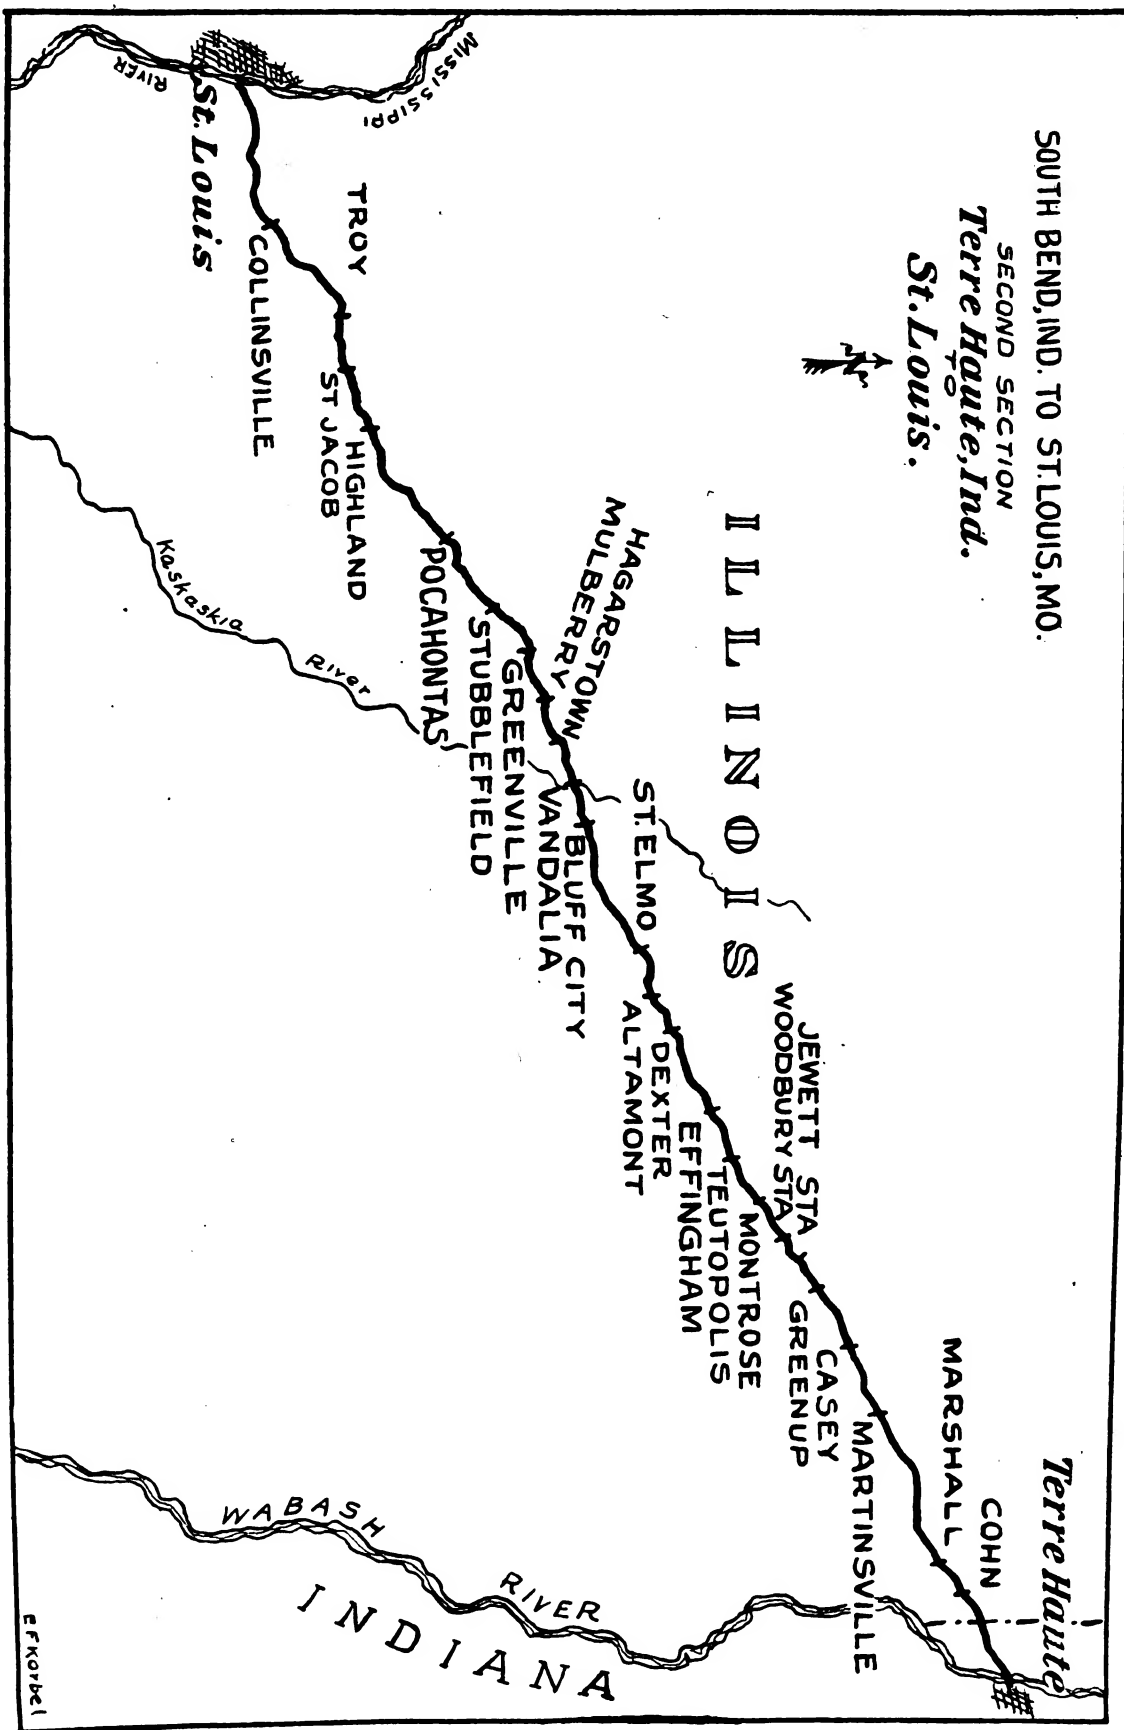 SOUTH BEND, IND. TO ST. LOUIS, MO.
SECOND SECTION
Terre Haute, Ind.
TO
St. Louis.
ILLINOIS
MISSISSIPPI
RIVER
St. Louis
TROY
COLLINSVILLE
ST JACOB
HIGHLAND
POCAHONTAS
STUBBLEFIELD
GREENVILLE
MULBERRY
HAGARSTOWN
VANDALIA
BLUFF CITY
ST. ELMO
ALTAMONT
DEXTER
EFFINGHAM
TEUTOPOLIS
MONTROSE
WOODBURY STA
JEWETT STA
GREENUP
CASEY
MARTINSVILLE
MARSHALL
COHN
Terre Haute
Kaskaskia
River
WABASH
RIVER
INDIANA
E F Korbel